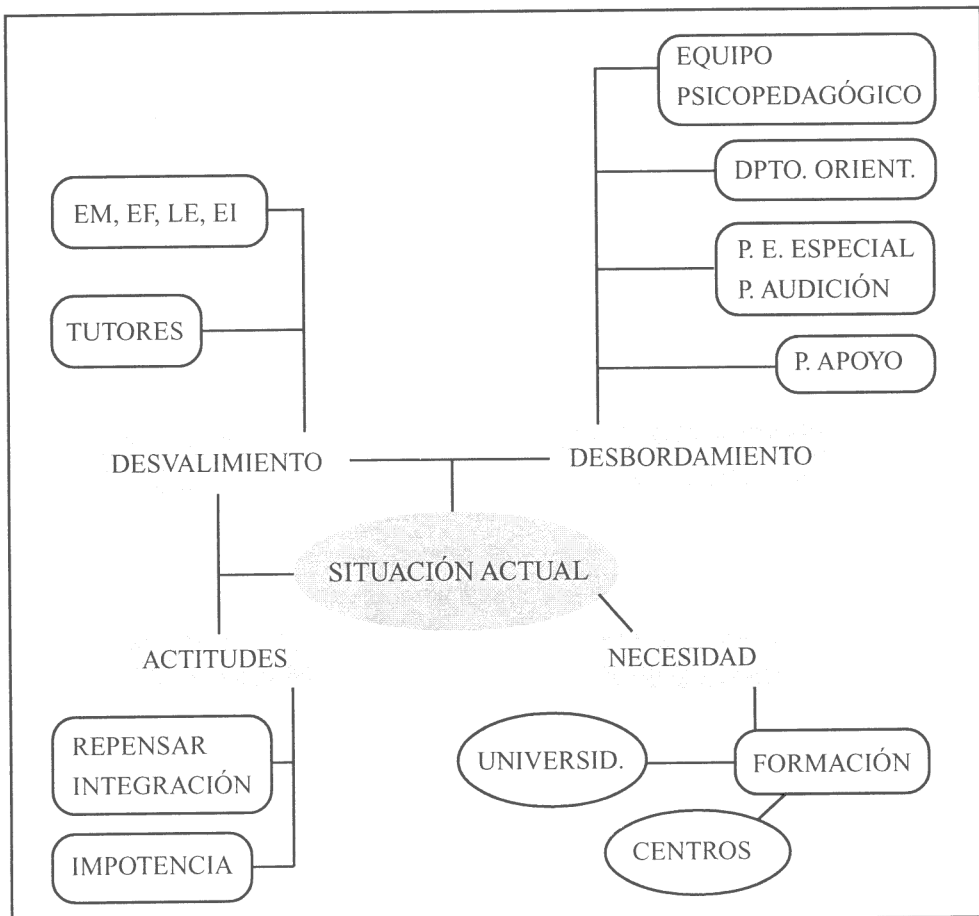 EQUIPO
PSICOPEDAGÓGICO
DPTO. ORIENT.
EM, EF, LE, EI
P. E. ESPECIAL
P. AUDICIÓN
TUTORES
P. APOYO
DESVALIMIENTO
DESBORDAMIENTO
SITUACIÓN ACTUAL
ACTITUDES
NECESIDAD
REPENSAR
INTEGRACIÓN
UNIVERSID.
FORMACIÓN
CENTROS
IMPOTENCIA